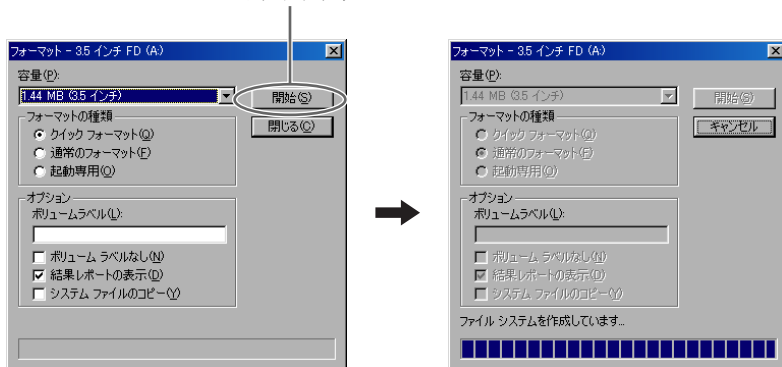 フォーマット - 3.5 インチ FD (A:)
容量(P):
1.44 MB (3.5 インチ)
開始(S)
閉じる(C)
フォーマットの種類
クイック フォーマット(Q)
通常のフォーマット(F)
起動専用(O)
オプション
ボリュームラベル(L):
ボリューム ラベルなし(N)
結果レポートの表示(D)
システム ファイルのコピー(Y)
フォーマット - 3.5 インチ FD (A:)
容量(P):
1.44 MB (3.5 インチ)
開始(S)
キャンセル
フォーマットの種類
クイック フォーマット(Q)
通常のフォーマット(F)
起動専用(O)
オプション
ボリュームラベル(L):
ボリューム ラベルなし(N)
結果レポートの表示(D)
システム ファイルのコピー(Y)
ファイル システムを作成しています...